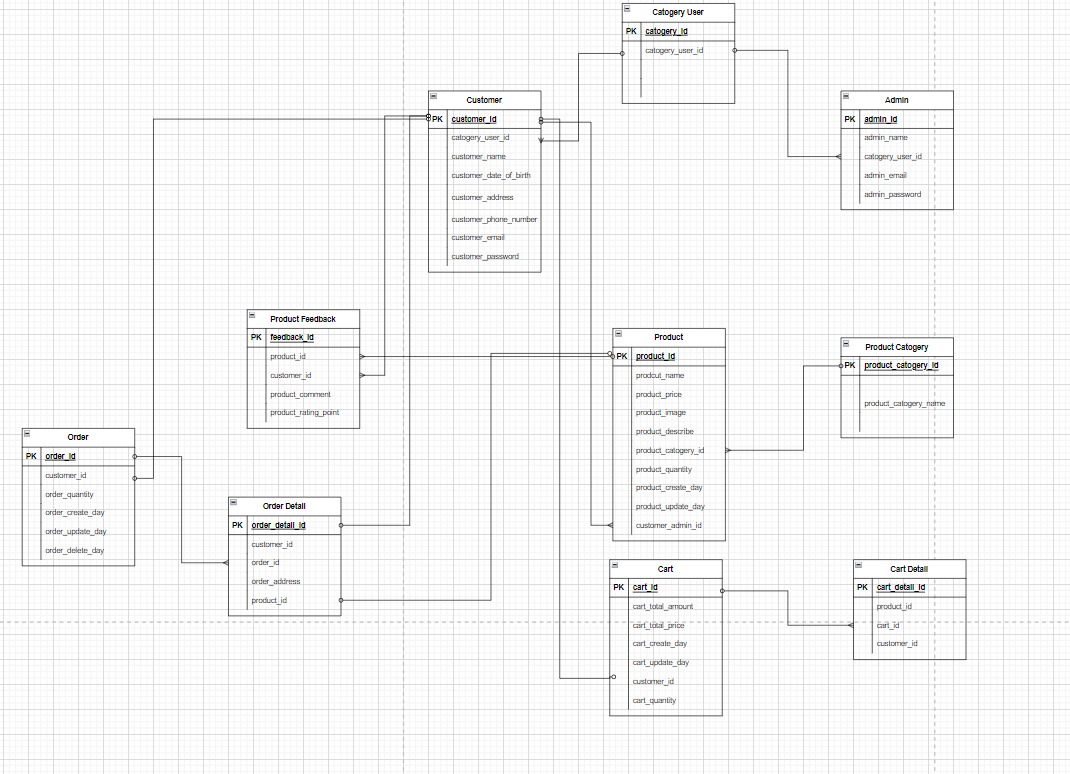 Catogery User
PK catogery_id
catogery_user_id
Customer
PK customer_id
catogery_user_id
customer_name
customer_date_of_birth
customer_address
customer_phone_number
customer_email
customer_password
Admin
PK admin_id
admin_name
catogery_user_id
admin_email
admin_password
Product Feedback
PK feedback_id
product_id
customer_id
product_comment
product_rating_point
Product
PK product_id
prodcut_name
product_price
product_image
product_describe
product_catogery_id
product_quantity
product_create_day
product_update_day
customer_admin_id
Product Catogery
PK product_catogery_id
product_catogery_name
Order
PK order_id
customer_id
order_quantity
order_create_day
order_update_day
order_delete_day
Order Detail
PK order_detail_id
customer_id
order_id
order_address
product_id
Cart
PK cart_id
cart_total_amount
cart_total_price
cart_create_day
cart_update_day
customer_id
cart_quantity
Cart Detail
PK cart_detail_id
product_id
cart_id
customer_id